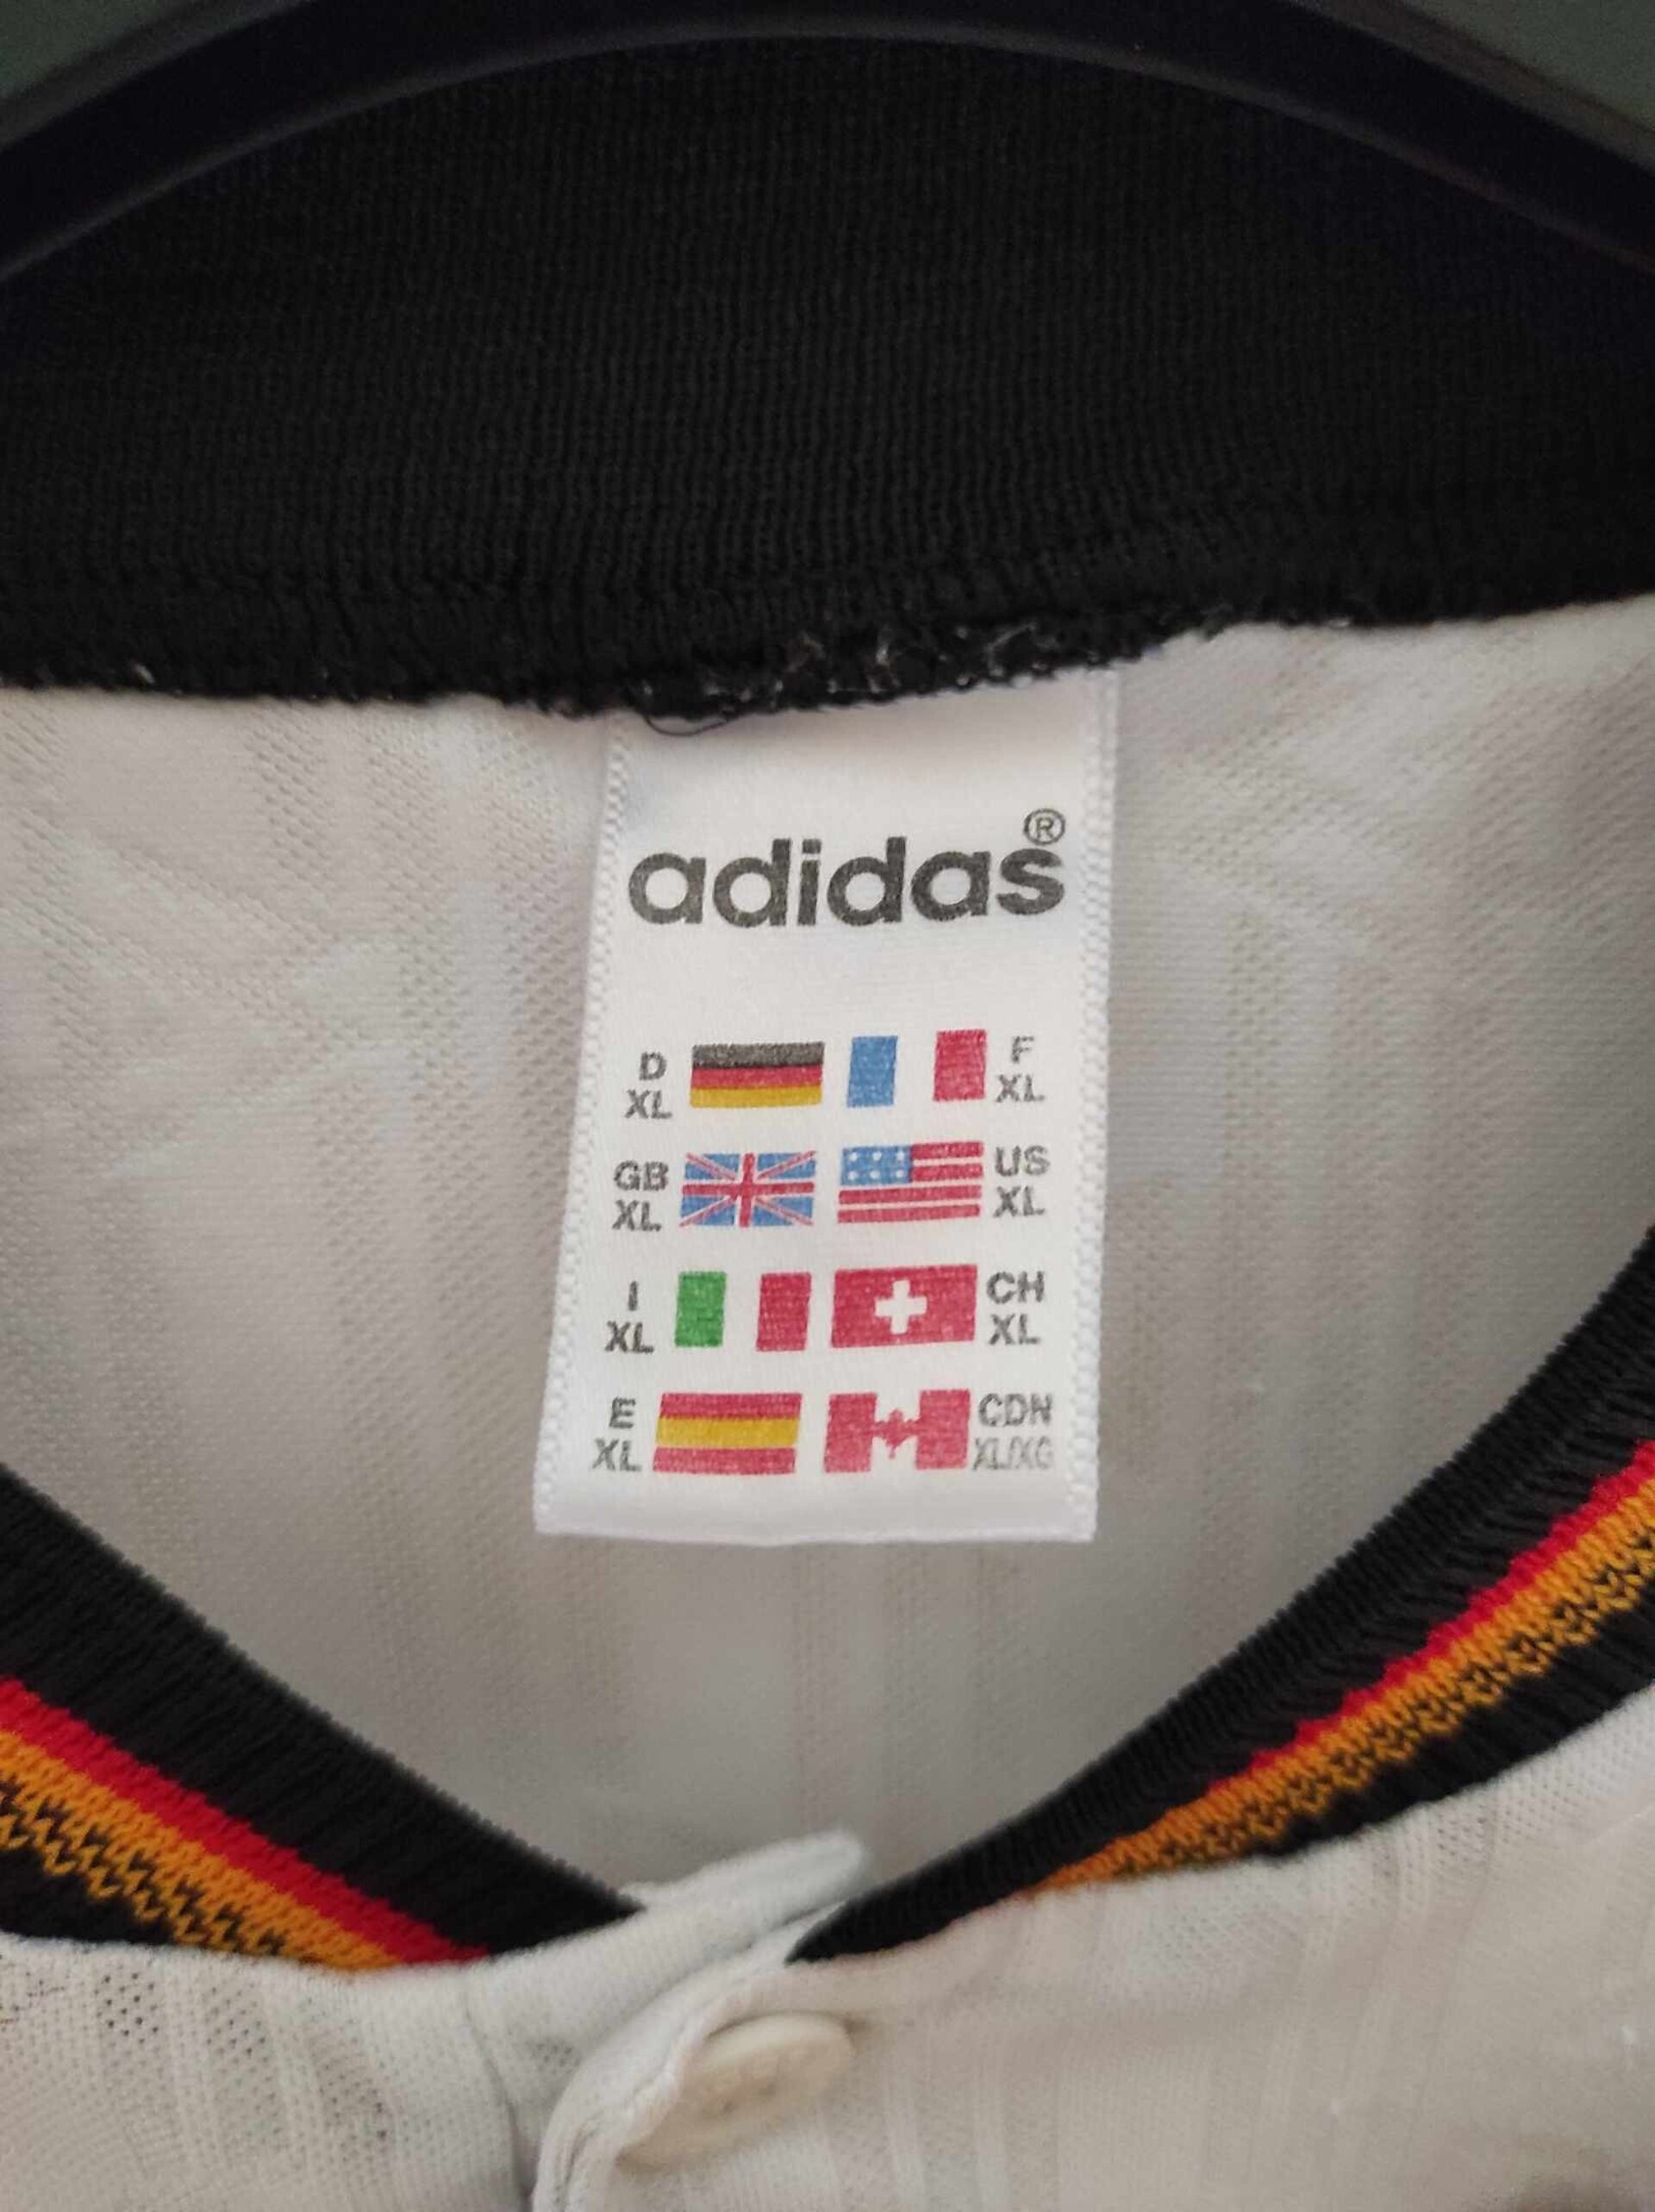 adidas®
D F
XL XL
GB US
XL XL
I CH
XL XL
E CDN
XL XL/XG